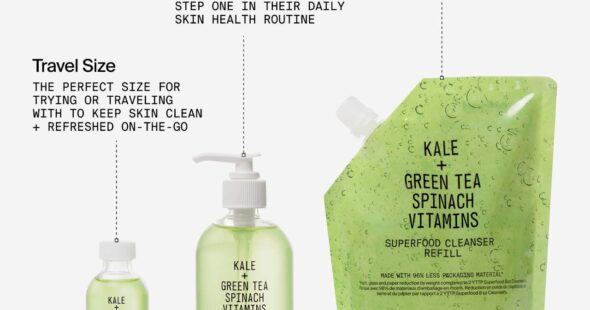 STEP ONE IN THEIR DAILY
SKIN HEALTH ROUTINE
Travel Size
THE PERFECT SIZE FOR
TRYING OR TRAVELING
WITH TO KEEP SKIN CLEAN
+ REFRESHED ON-THE-GO
KALE
+
GREEN TEA
SPINACH
VITAMINS
SUPERFOOD CLEANSER
REFILL
MADE WITH 96% LESS PACKAGING MATERIAL*
KALE
+
GREEN TEA
SPINACH
VITAMINS
KALE
+